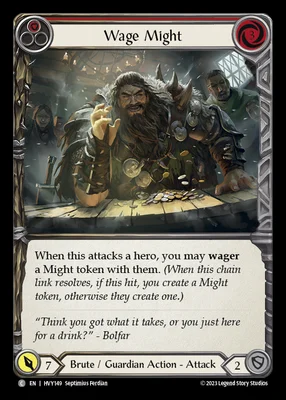 Wage Might
3
When this attacks a hero, you may wager
a Might token with them. (When this chain
link resolves, if this hit, you create a Might
token, otherwise they create one.)
“Think you got what it takes, or you just here
for a drink?” - Bolfar
7
Brute / Guardian Action - Attack
2
C EN | HVY149 Septimius Ferdian
© 2023 Legend Story Studios